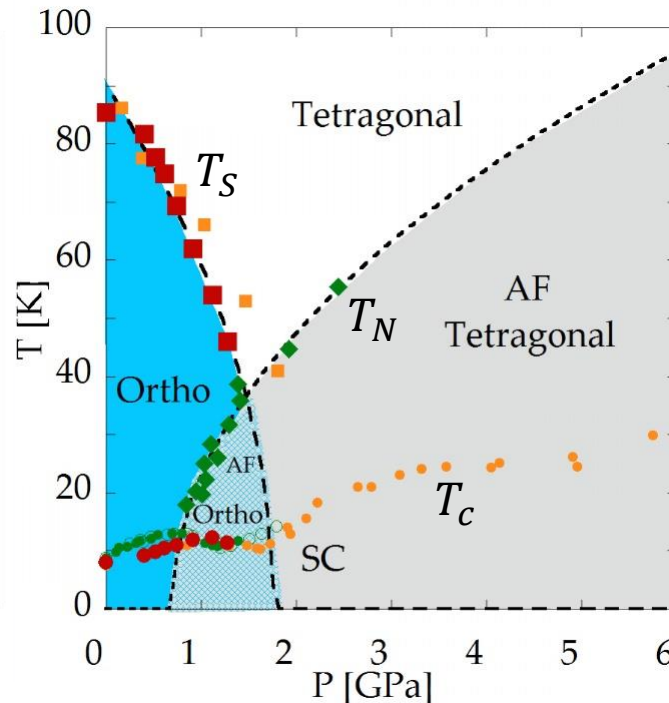 100
80
60
40
20
0
T [K]
Tetragonal
T_S
T_N
AF
Tetragonal
Ortho
AF
Ortho
T_c
SC
0 1 2 3 4 5 6
P [GPa]